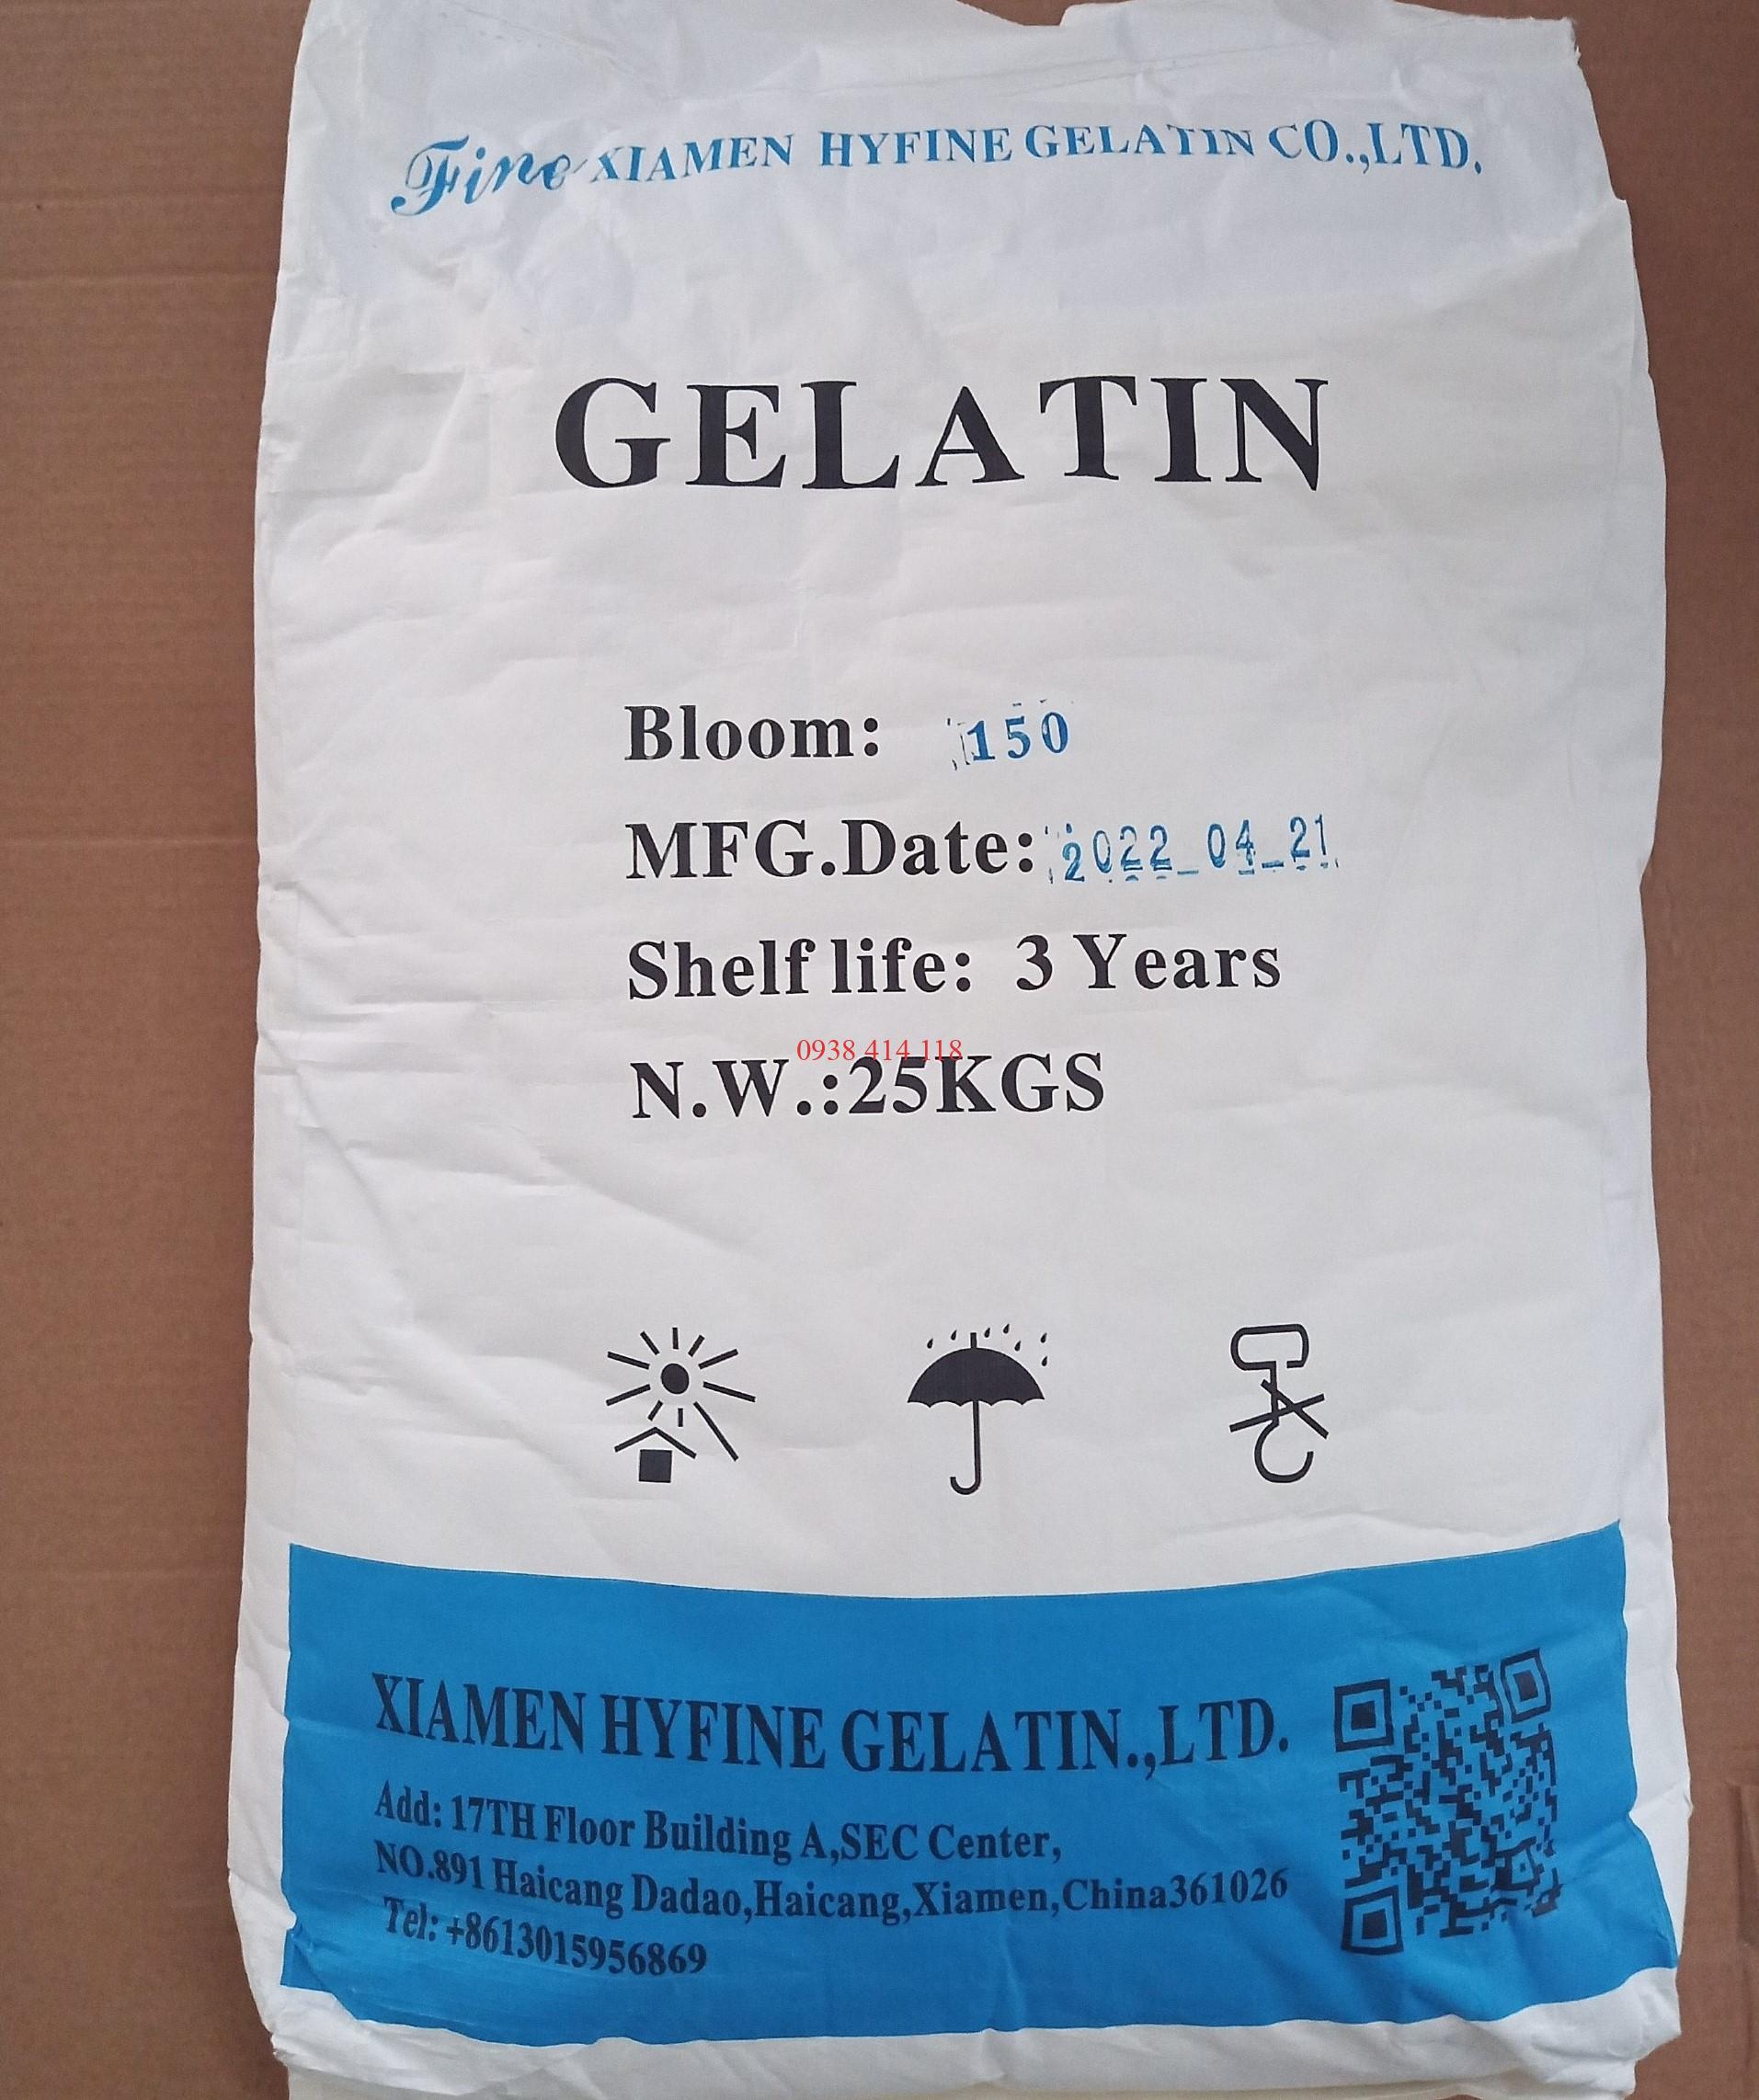 Fine XIAMEN HYFINE GELATIN CO.,LTD.
GELATIN
Bloom: 150
MFG.Date: 2022_04_21
Shelf life: 3 Years
0938 414 118
N.W.:25KGS
XIAMEN HYFINE GELATIN.,LTD.
Add: 17TH Floor Building A,SEC Center,
NO.891 Haicang Dadao,Haicang,Xiamen,China361026
Tel: +8613015956869